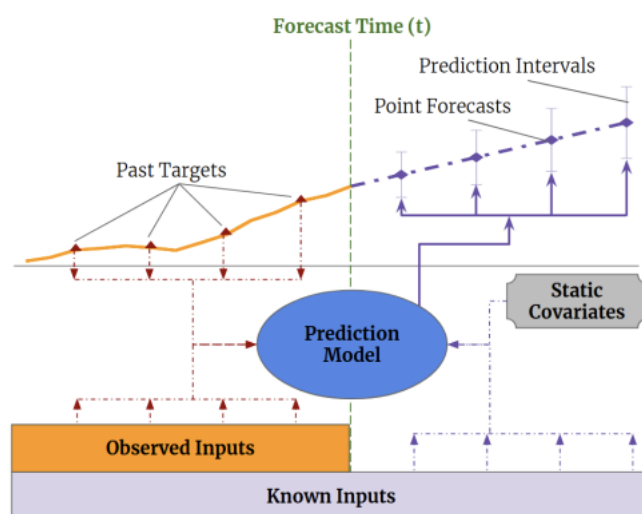 Forecast Time (t)
Prediction Intervals
Point Forecasts
Past Targets
Static
Covariates
Prediction
Model
Observed Inputs
Known Inputs